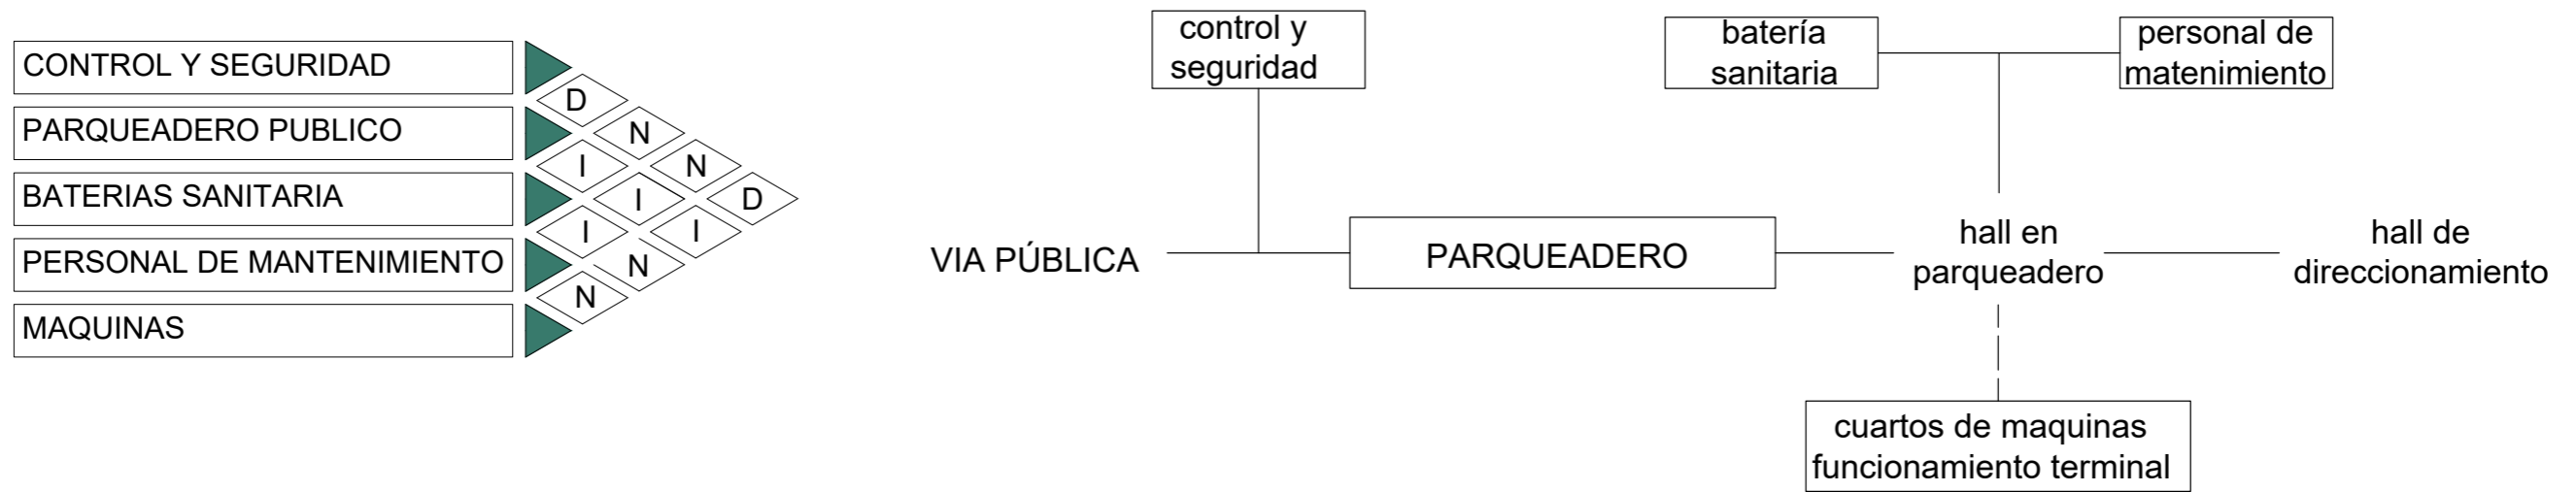 CONTROL Y SEGURIDAD
PARQUEADERO PUBLICO
BATERIAS SANITARIA
PERSONAL DE MANTENIMIENTO
MAQUINAS
D
N
I
N
I
D
I
I
N
N
control y
seguridad
batería
sanitaria
personal de
matenimiento
VIA PÚBLICA
PARQUEADERO
hall en
parqueadero
hall de
direccionamiento
cuartos de maquinas
funcionamiento terminal